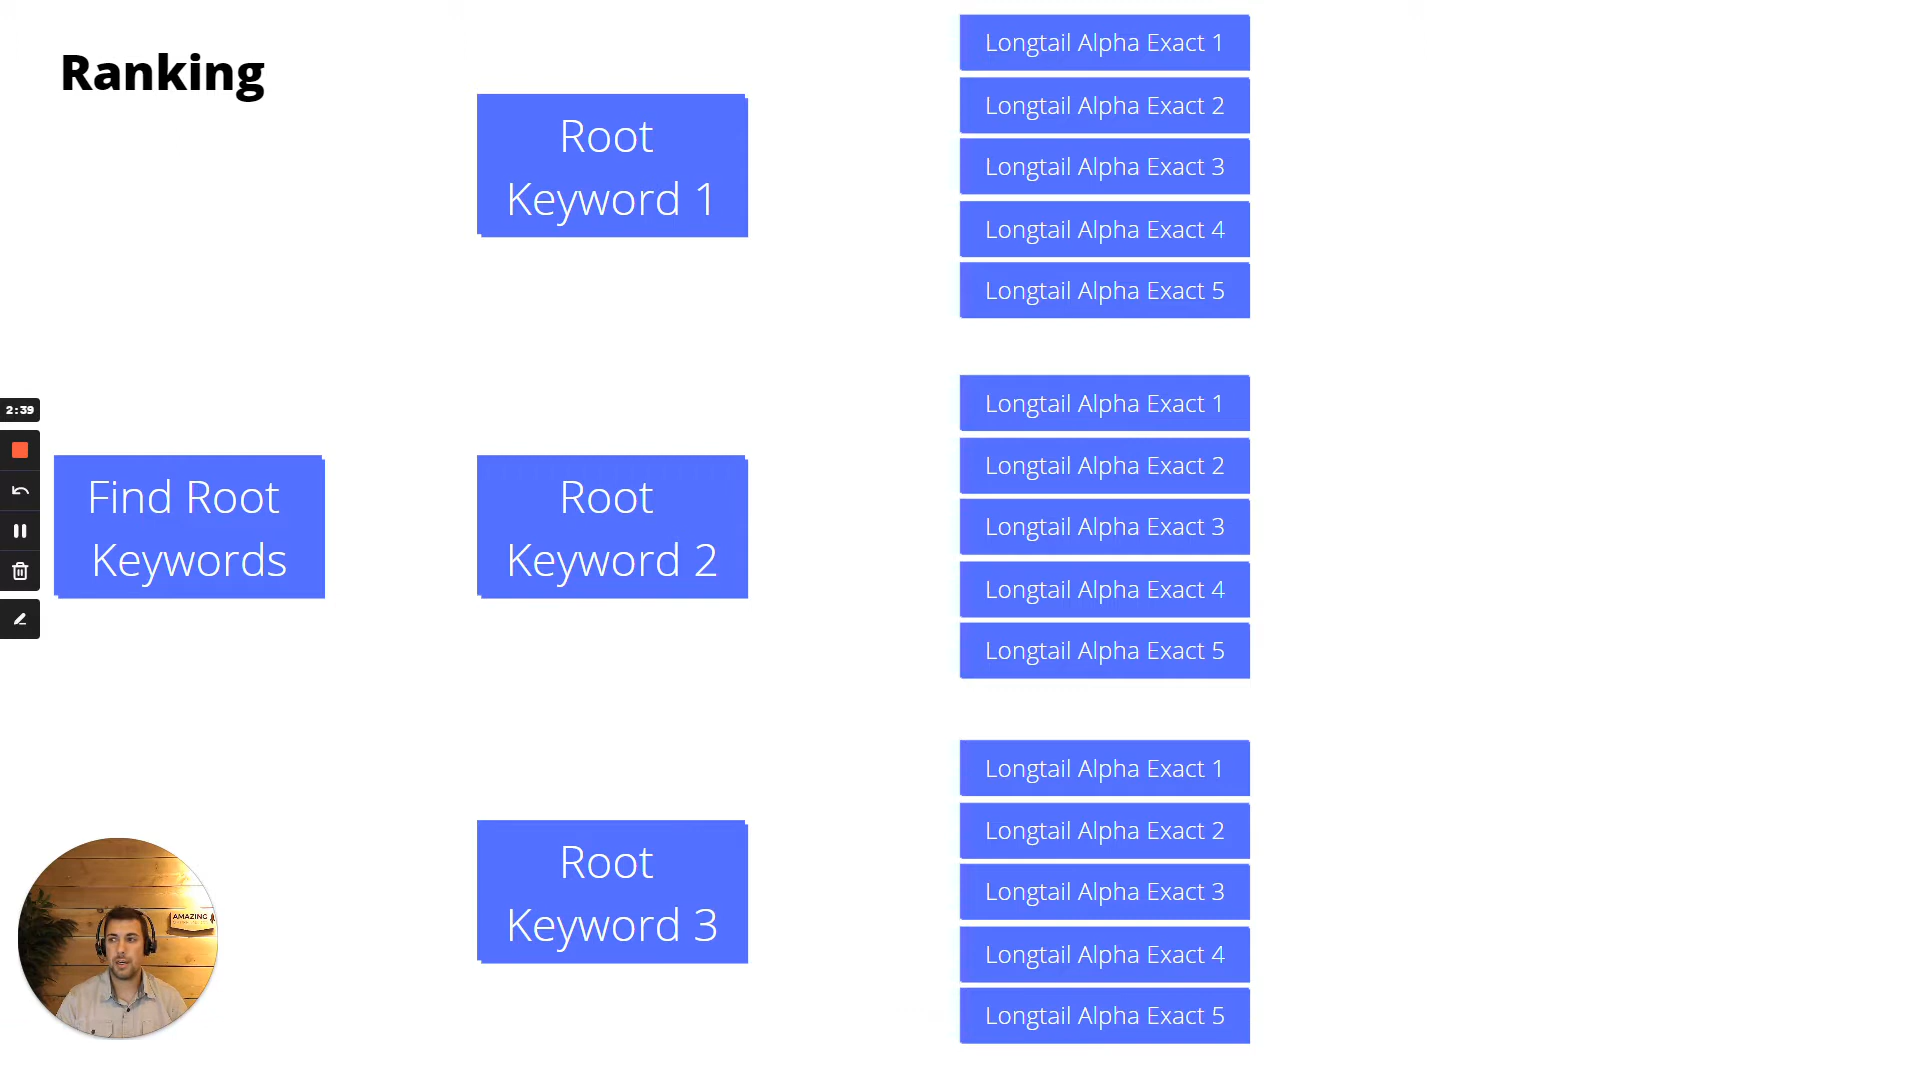 Ranking
Root
Keyword 1
Longtail Alpha Exact 1
Longtail Alpha Exact 2
Longtail Alpha Exact 3
Longtail Alpha Exact 4
Longtail Alpha Exact 5
2:39
Find Root
Keywords
Root
Keyword 2
Longtail Alpha Exact 1
Longtail Alpha Exact 2
Longtail Alpha Exact 3
Longtail Alpha Exact 4
Longtail Alpha Exact 5
Root
Keyword 3
Longtail Alpha Exact 1
Longtail Alpha Exact 2
Longtail Alpha Exact 3
Longtail Alpha Exact 4
Longtail Alpha Exact 5
AMAZING